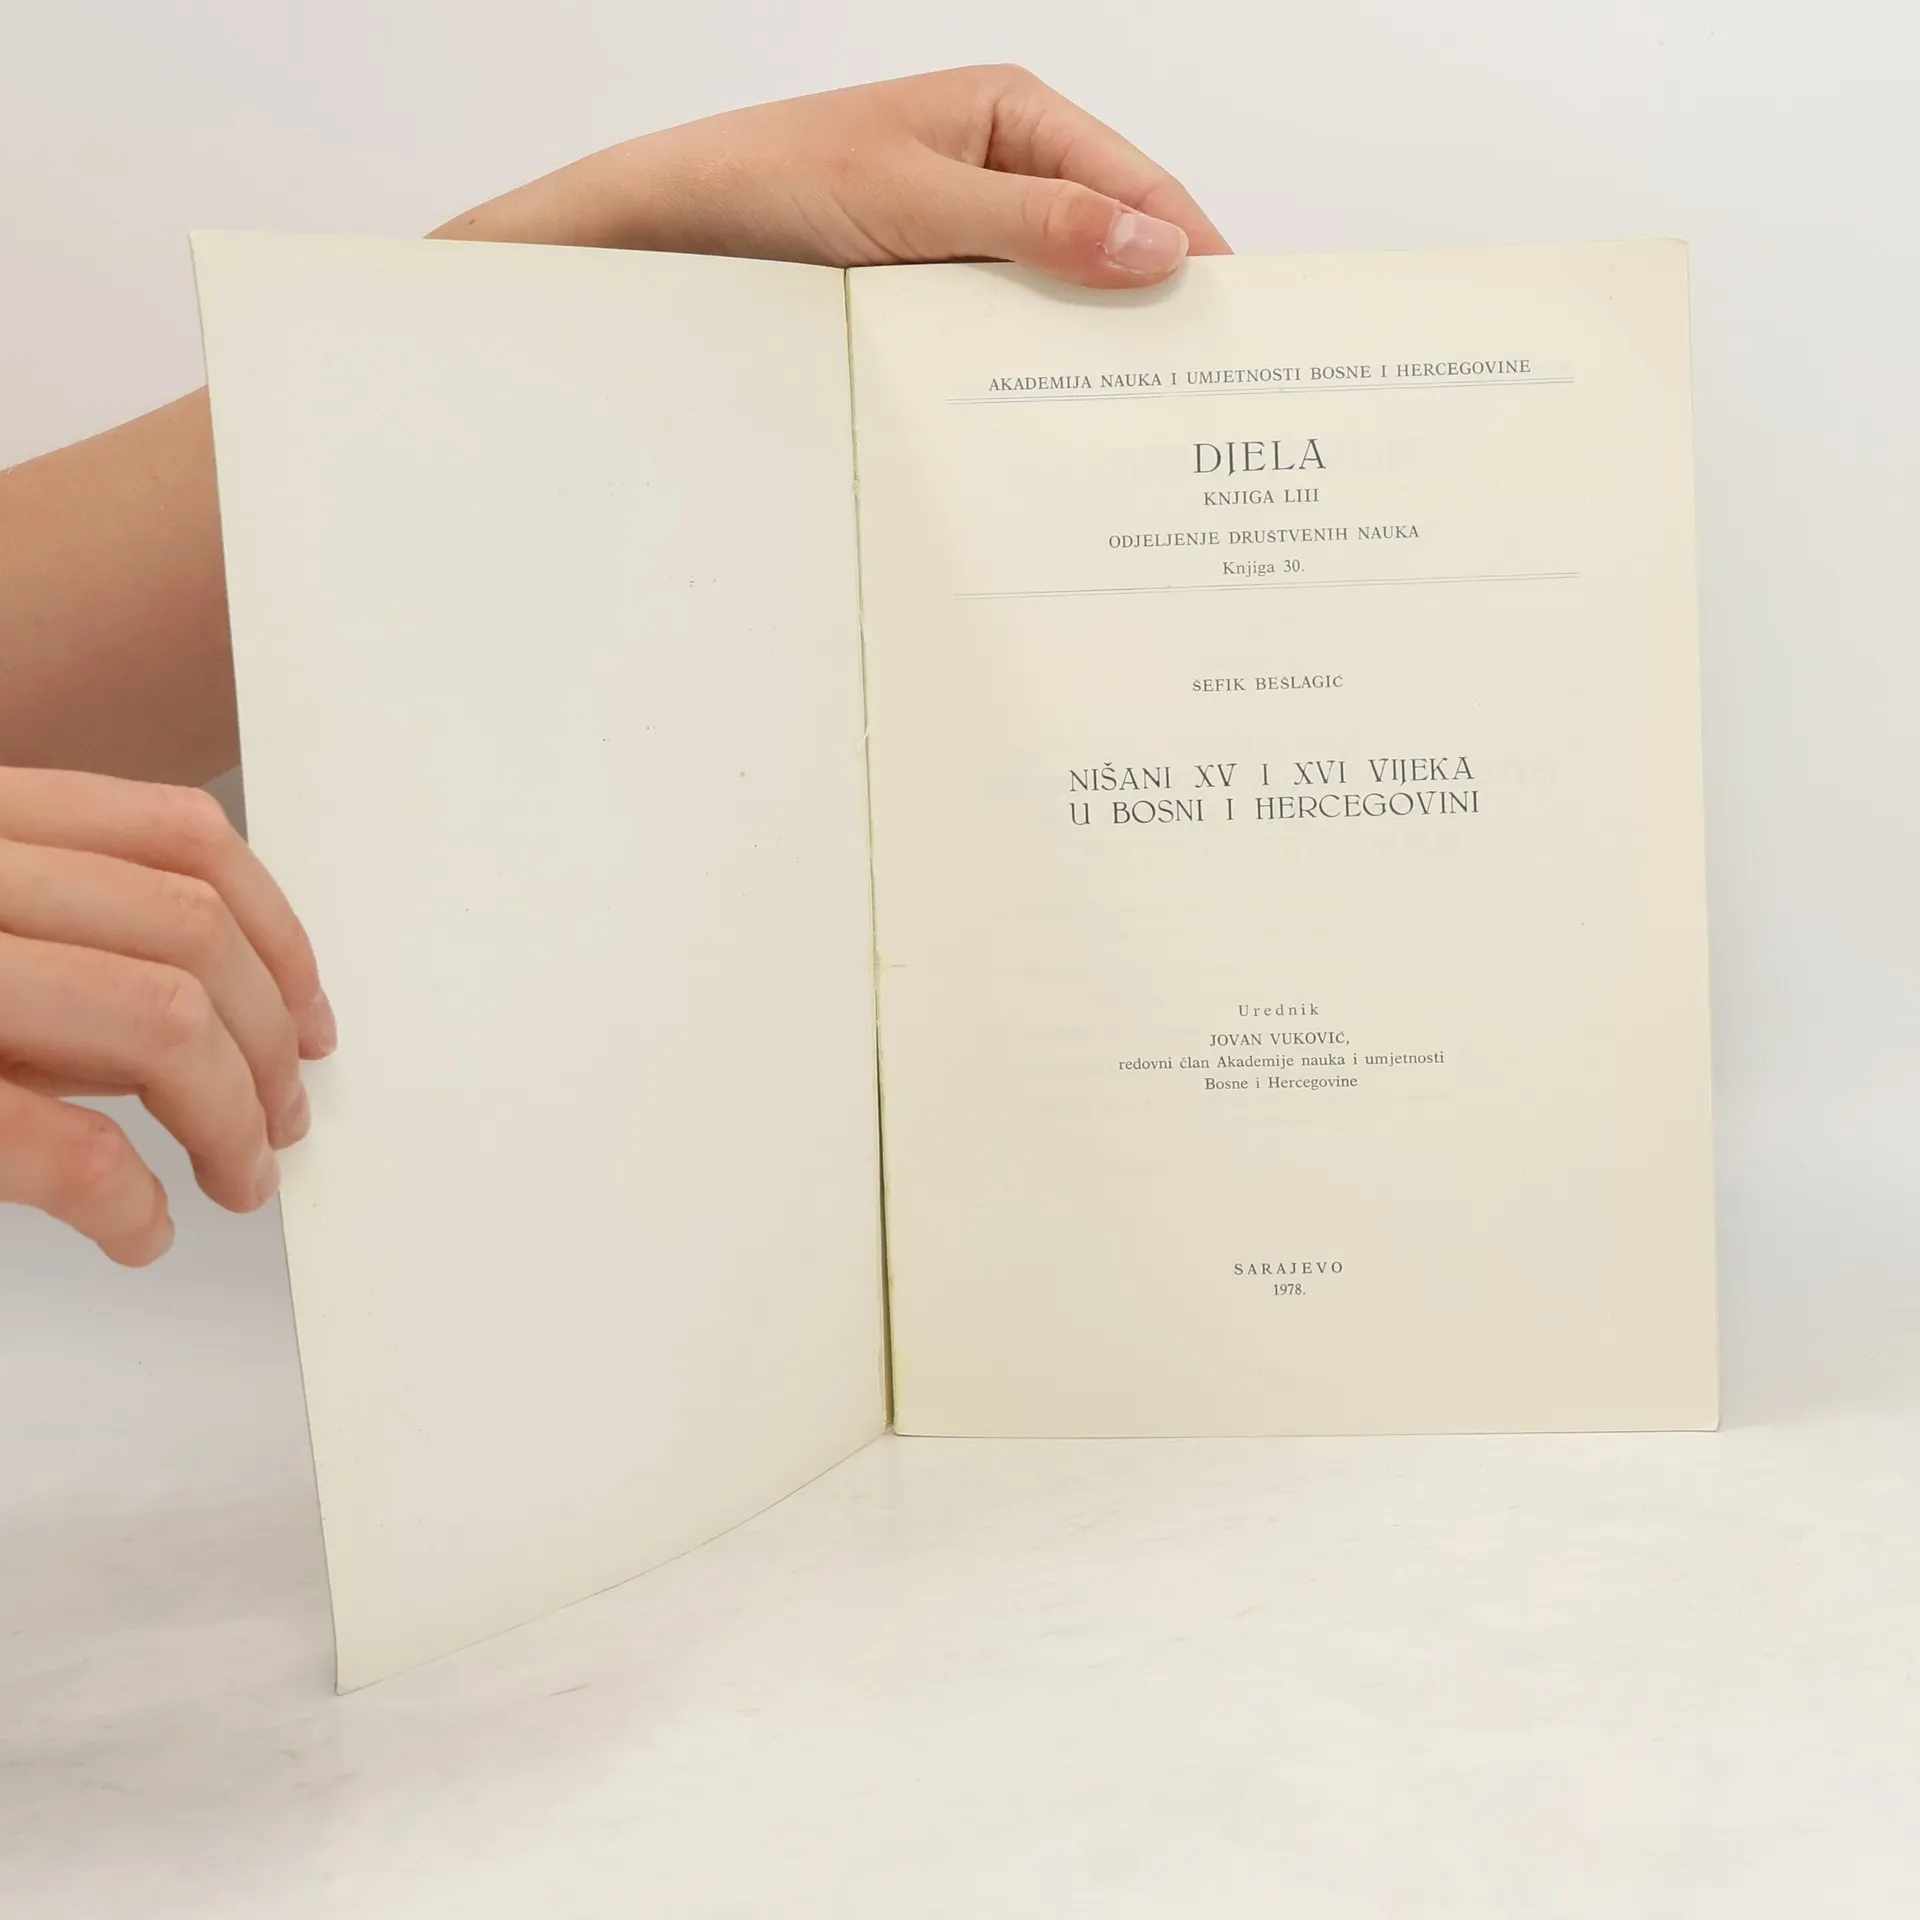 AKADEMIJA NAUKA I UMJETNOSTI BOSNE I HERCEGOVINE
DJELA
KNJIGA LIII
ODJELJENJE DRUŠTVENIH NAUKA
Knjiga 30.
ŠEFIK BEŠLAGIĆ
NIŠANI XV I XVI VIJEKA
U BOSNI I HERCEGOVINI
Urednik
JOVAN VUKOVIĆ,
redovni član Akademije nauka i umjetnosti
Bosne i Hercegovine
SARAJEVO
1978.